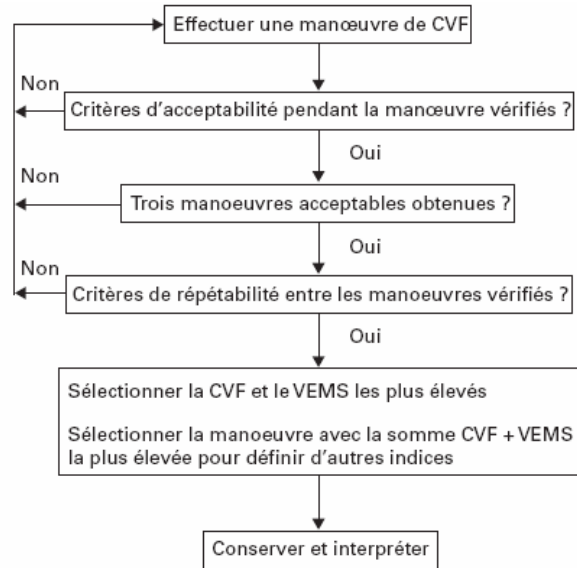 Effectuer une manœuvre de CVF
Non
Critères d'acceptabilité pendant la manœuvre vérifiés ?
Oui
Non
Trois manoeuvres acceptables obtenues ?
Oui
Non
Critères de répétabilité entre les manoeuvres vérifiés ?
Oui
Sélectionner la CVF et le VEMS les plus élevés
Sélectionner la manoeuvre avec la somme CVF + VEMS
la plus élevée pour définir d'autres indices
Conserver et interpréter